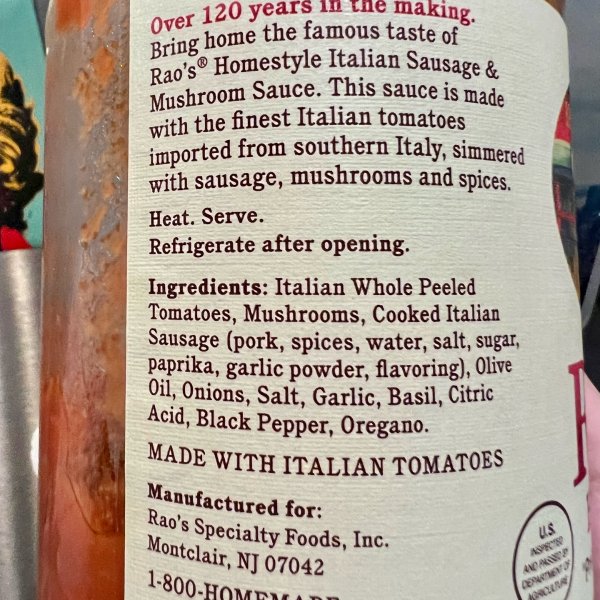 Over 120 years in the making.
Bring home the famous taste of
Rao's® Homestyle Italian Sausage &
Mushroom Sauce. This sauce is made
with the finest Italian tomatoes
imported from southern Italy, simmered
with sausage, mushrooms and spices.
Heat. Serve.
Refrigerate after opening.
Ingredients: Italian Whole Peeled
Tomatoes, Mushrooms, Cooked Italian
Sausage (pork, spices, water, salt, sugar,
paprika, garlic powder, flavoring), Olive
Oil, Onions, Salt, Garlic, Basil, Citric
Acid, Black Pepper, Oregano.
MADE WITH ITALIAN TOMATOES
Manufactured for:
Rao's Specialty Foods, Inc.
Montclair, NJ 07042
1-800-HOMEMADE
U.S.
INSPECTED
AND PASSED BY
DEPARTMENT OF
AGRICULTURE